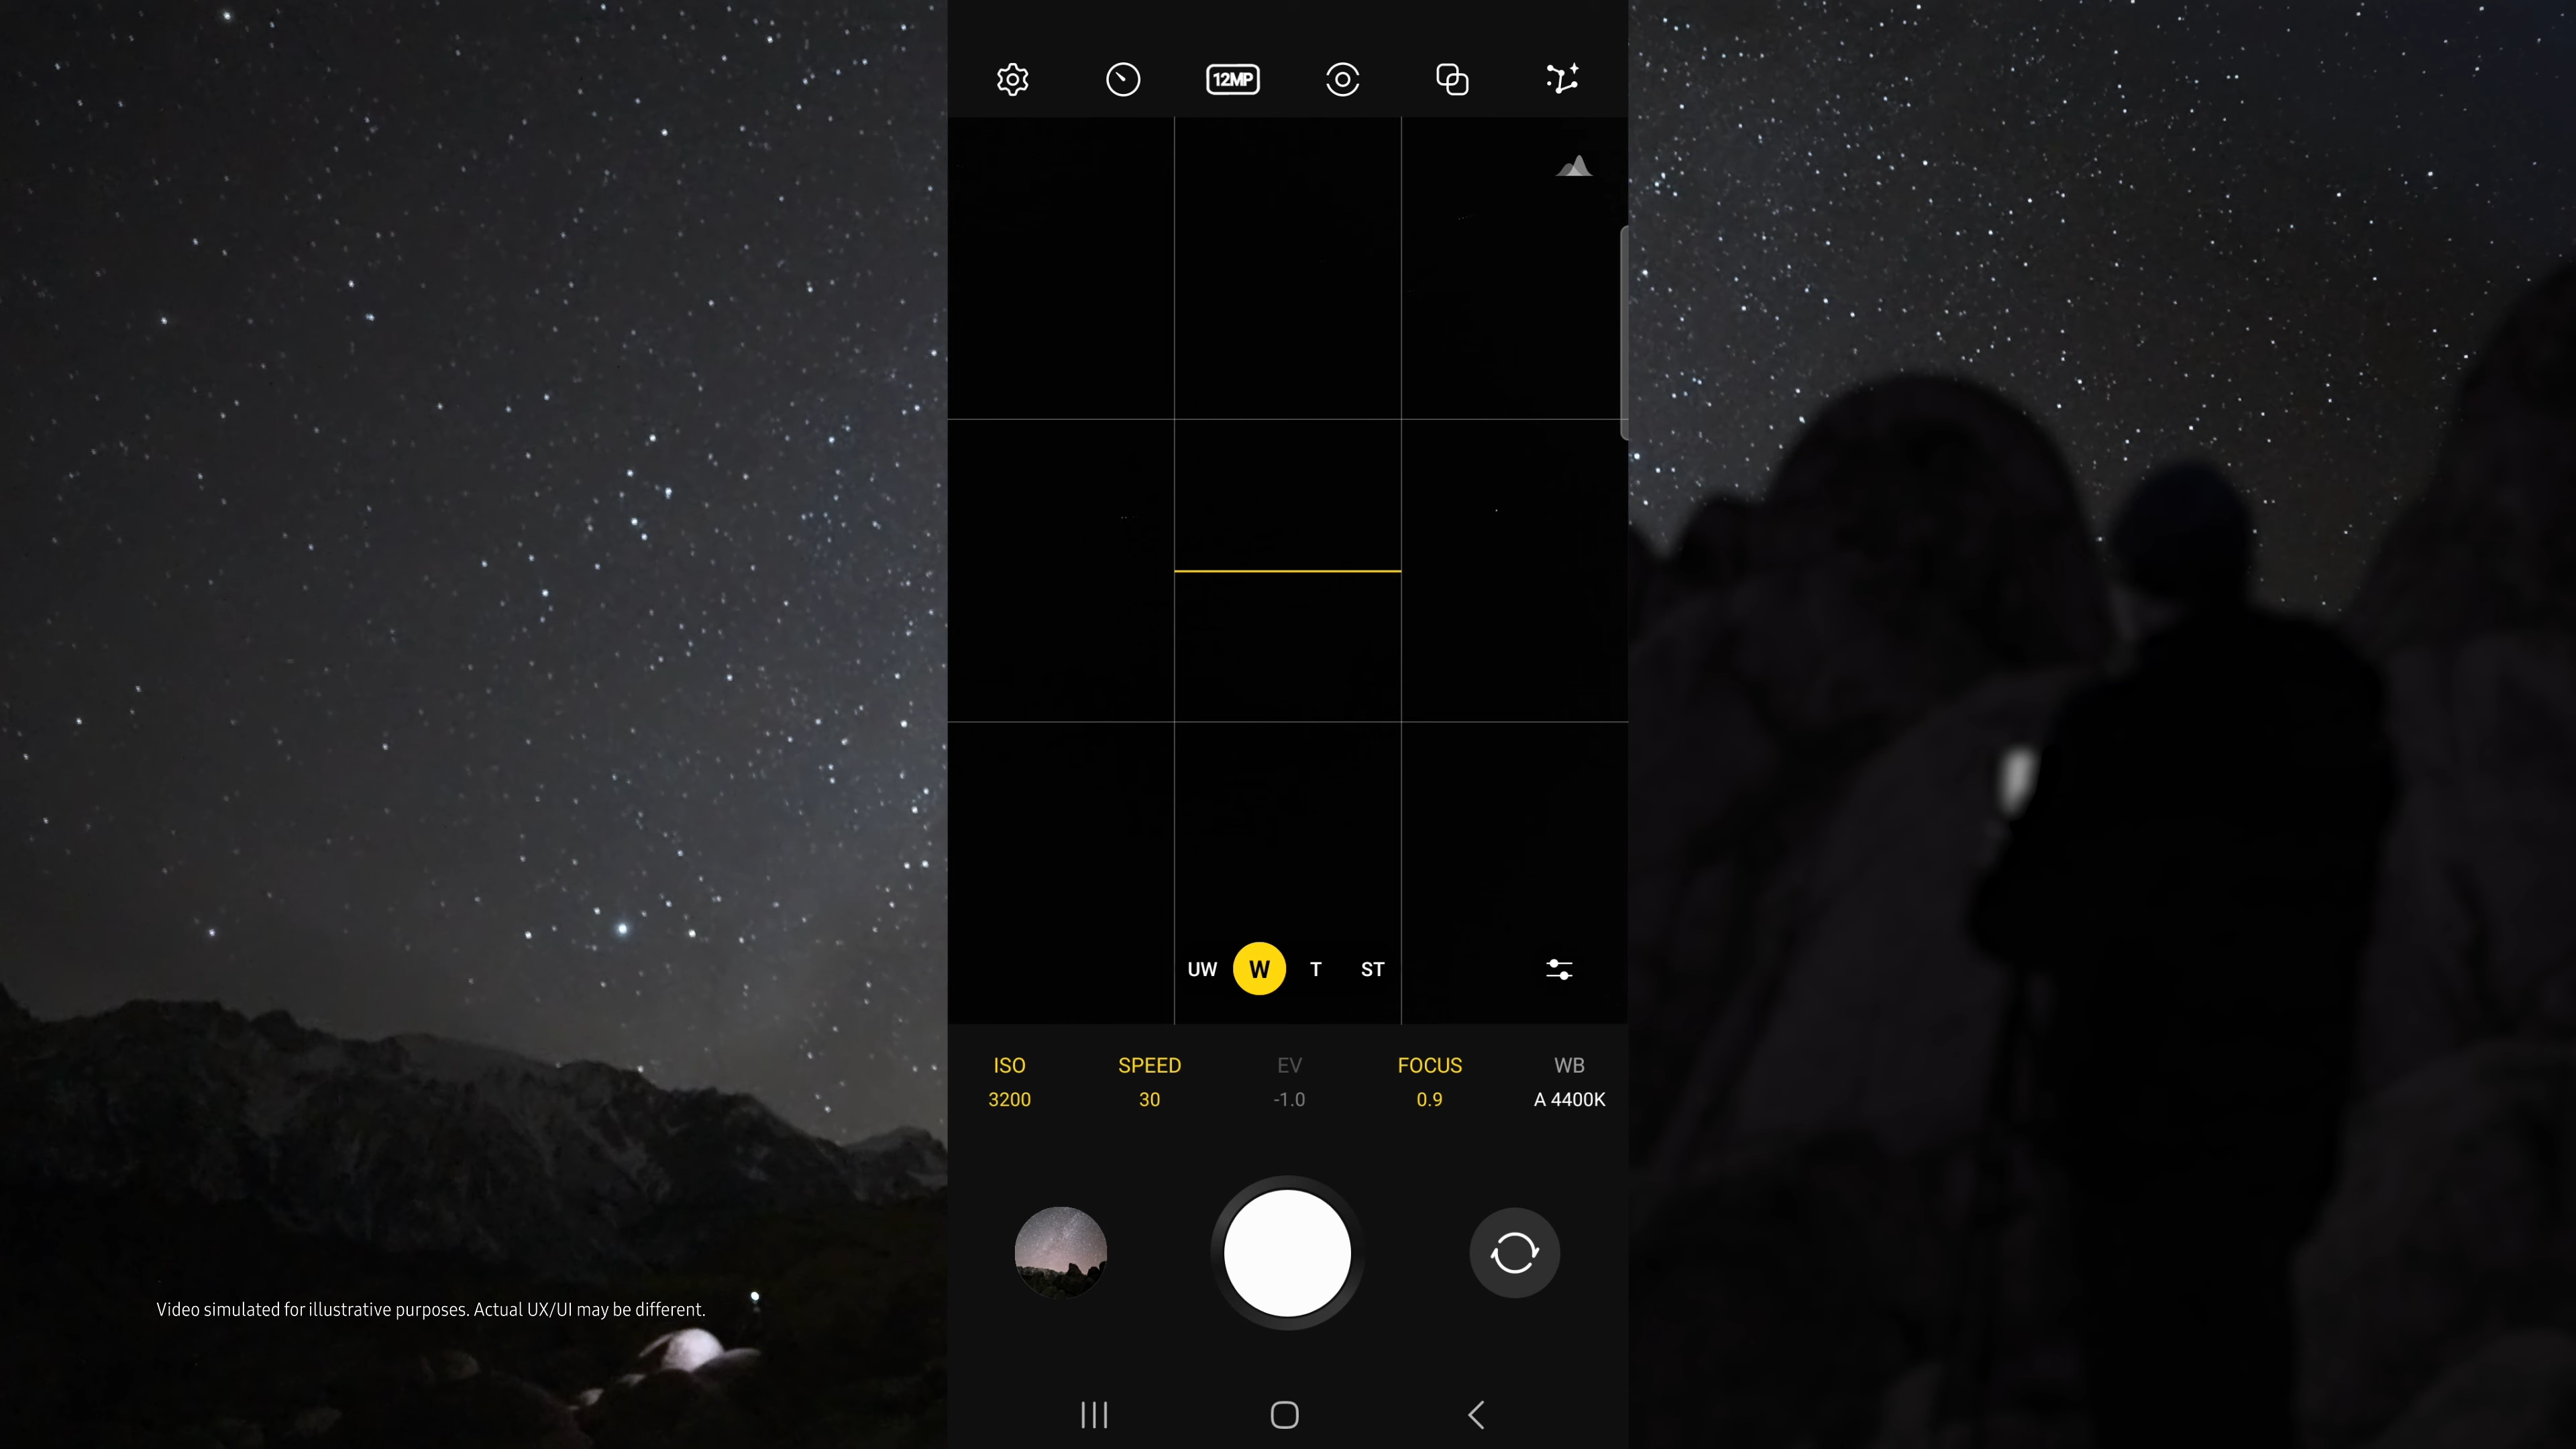 12MP
UW W T ST
ISO SPEED EV FOCUS WB
3200 30 -1.0 0.9 A 4400K
Video simulated for illustrative purposes. Actual UX/UI may be different.